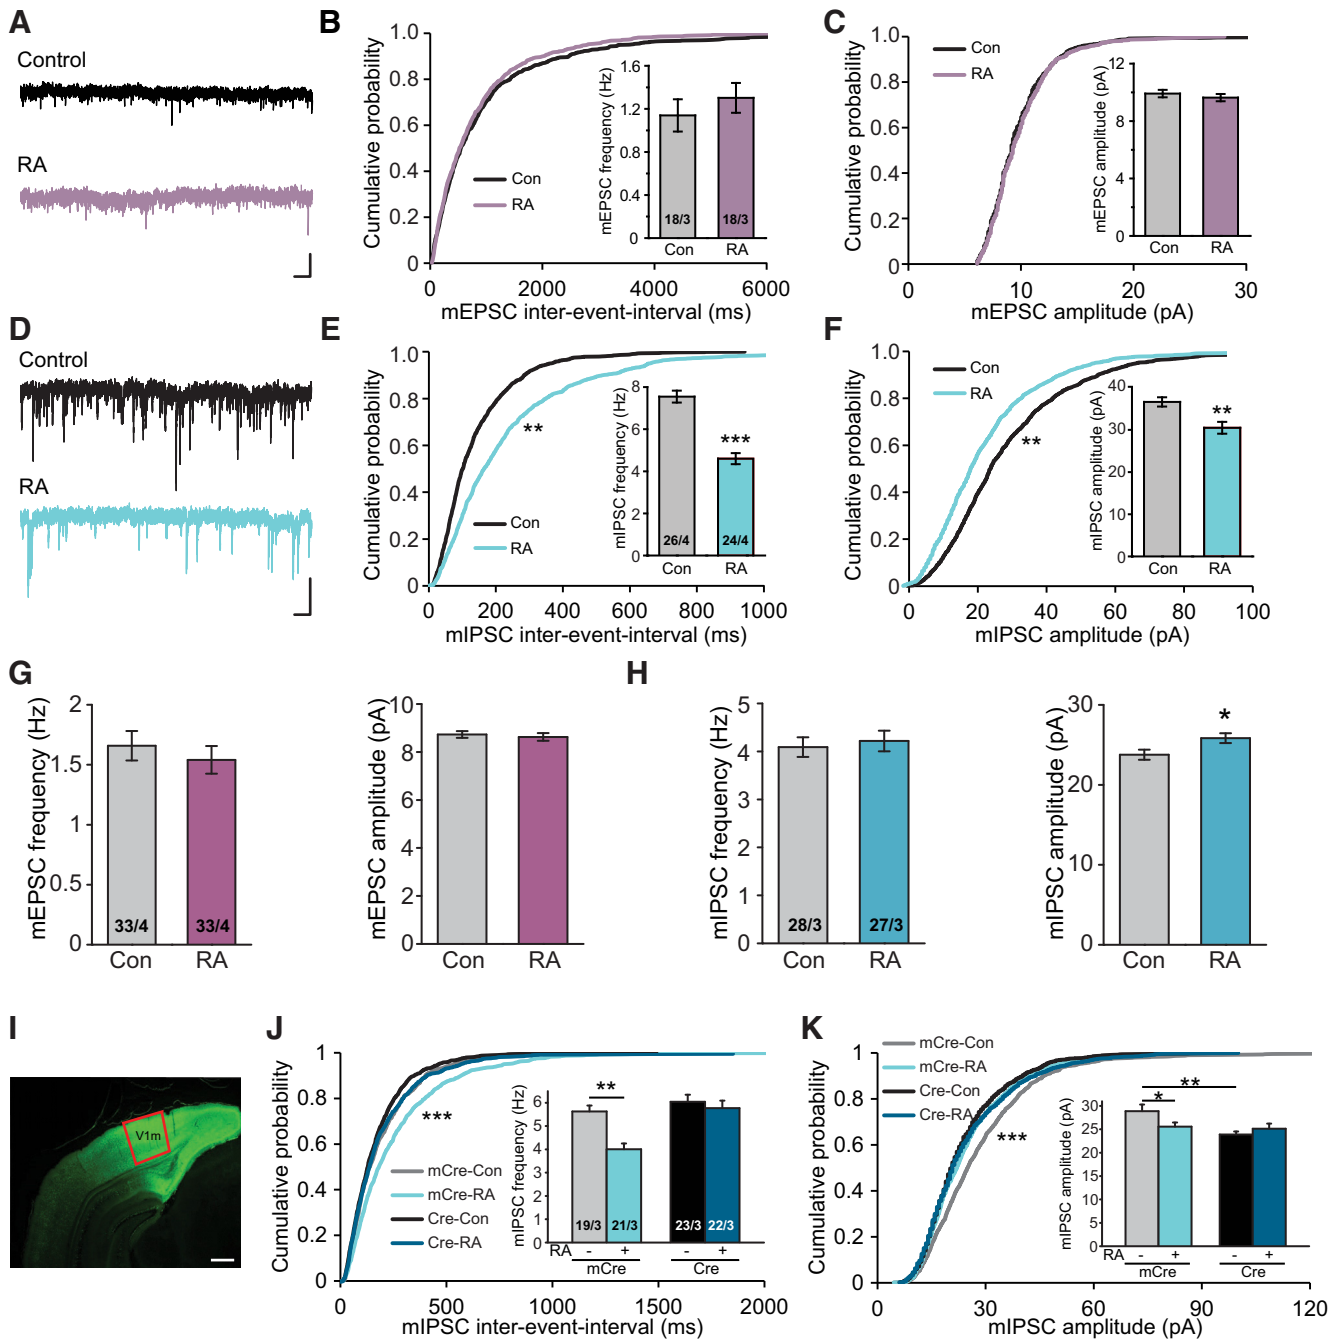 A
Control
RA
B
Cumulative probability
1.0
0.8
0.6
0.4
0.2
0
0
2000
4000
6000
mEPSC inter-event-interval (ms)
Con
RA
mEPSC frequency (Hz)
1.6
1.2
0.8
0.4
0
18/3
18/3
Con
RA
C
Cumulative probability
1.0
0.8
0.6
0.4
0.2
0
0
10
20
30
mEPSC amplitude (pA)
Con
RA
mEPSC amplitude (pA)
12
8
4
0
Con
RA
D
Control
RA
E
Cumulative probability
1.0
0.8
0.6
0.4
0.2
0
0
200
400
600
800
1000
mIPSC inter-event-interval (ms)
**
Con
RA
mIPSC frequency (Hz)
8
6
4
2
0
***
26/4
24/4
Con
RA
F
Cumulative probability
1.0
0.8
0.6
0.4
0.2
0
0
20
40
60
80
100
mIPSC amplitude (pA)
Con
RA
**
mIPSC amplitude (pA)
40
30
20
10
0
**
Con
RA
G
mEPSC frequency (Hz)
2
1.5
1
0.5
0
33/4
33/4
Con
RA
mEPSC amplitude (pA)
10
8
6
4
2
0
Con
RA
H
mIPSC frequency (Hz)
5
4
3
2
1
0
28/3
27/3
Con
RA
mIPSC amplitude (pA)
30
20
10
0
*
Con
RA
I
V1m
J
Cumulative probability
1
0.8
0.6
0.4
0.2
0
0
500
1000
1500
2000
mIPSC inter-event-interval (ms)
***
mCre-Con
mCre-RA
Cre-Con
Cre-RA
mIPSC frequency (Hz)
6
5
4
3
2
1
0
**
19/3
21/3
23/3
22/3
RA - + - +
mCre
Cre
K
Cumulative probability
1
0.8
0.6
0.4
0.2
0
0
30
60
90
120
mIPSC amplitude (pA)
mCre-Con
mCre-RA
Cre-Con
Cre-RA
***
mIPSC amplitude (pA)
30
25
20
15
10
5
0
**
*
RA - + - +
mCre
Cre